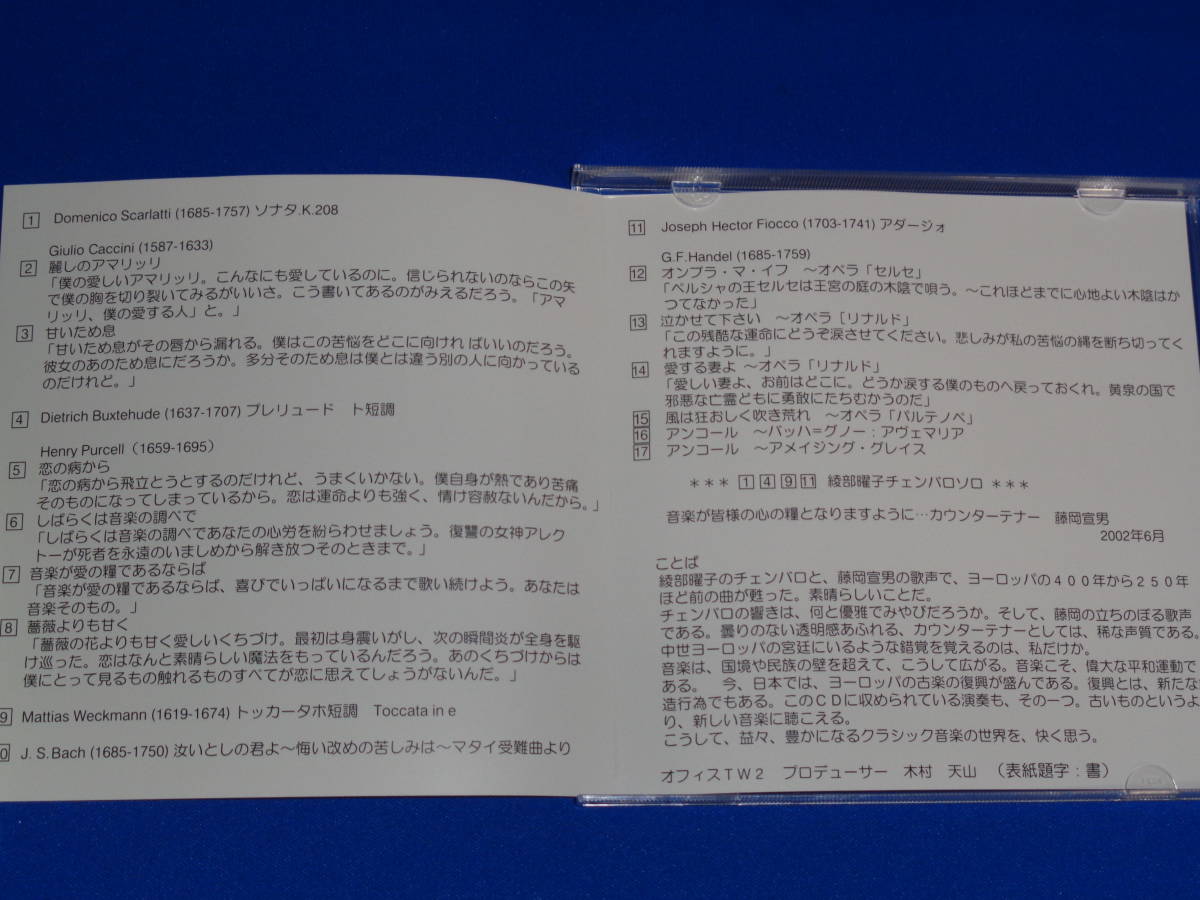 1 Domenico Scarlatti (1685-1757) ソナタ.K.208
Giulio Caccini (1587-1633)
2 麗しのアマリッリ
「僕の愛しいアマリッリ。こんなにも愛しているのに。信じられないのならこの矢
で僕の胸を切り裂いてみるがいいさ。こう書いてあるのがみえるだろう。「アマ
リッリ、僕の愛する人」と。」
3 甘いため息
「甘いため息がその唇から漏れる。僕はこの苦悩をどこに向けれ ばいいのだろう。
彼女のあのため息にだろうか。多分そのため息は僕とは違う別の人に向かっている
のだけれど。」
4 Dietrich Buxtehude (1637-1707) プレリュード ト短調
Henry Purcell (1659-1695)
5 恋の病から
「恋の病から飛立とうとするのだけれど、うまくいかない。僕自身が熱であり苦痛
そのものになってしまっているから。恋は運命よりも強く、情け容赦ないんだから。」
6 しばらくは音楽の調べで
「しばらくは音楽の調べであなたの心労を紛らわせましょう。復讐の女神アレク
トーが死者を永遠のいましめから解き放つそのときまで。」
7 音楽が愛の糧であるならば
「音楽が愛の糧であるならば、喜びでいっぱいになるまで歌い続けよう。あなたは
音楽そのもの。」
8 薔薇よりも甘く
「薔薇の花よりも甘く愛しいくちづけ。最初は身震いがし、次の瞬間炎が全身を駆
け巡った。恋はなんと素晴らしい魔法をもっているんだろう。あのくちづけからは
僕にとって見るもの触れるものすべてが恋に思えてしょうがないんだ。」
9 Mattias Weckmann (1619-1674) トッカータホ短調 Toccata in e
0 J. S.Bach (1685-1750) 汝いとしの君よ～悔い改めの苦しみは～マタイ受難曲より
11 Joseph Hector Fiocco (1703-1741) アダージォ
G.F.Handel (1685-1759)
12 オンブラ・マ・イフ ～オペラ「セルセ」
「ペルシャの王セルセは王宮の庭の木陰で唄う。～これほどまでに心地よい木陰はか
つてなかった」
13 泣かせて下さい ～オペラ［リナルド」
「この残酷な運命にどうぞ涙させてください。悲しみが私の苦悩の縄を断ち切ってく
れますように。」
14 愛する妻よ ～オペラ「リナルド」
「愛しい妻よ、お前はどこに。どうか涙する僕のものへ戻っておくれ。黄泉の国で
邪悪な亡霊どもに勇敢にたちむかうのだ」
15 風は狂おしく吹き荒れ ～オペラ「パルテノペ」
16 アンコール ～バッハ＝グノー：アヴェマリア
17 アンコール ～アメイジング・グレイス
＊＊＊ 1 4 9 11 綾部曜子チェンバロソロ ＊＊＊
音楽が皆様の心の糧となりますように…カウンターテナー 藤岡宣男
2002年6月
ことば
綾部曜子のチェンバロと、藤岡宣男の歌声で、ヨーロッパの４００年から２５０年
ほど前の曲が甦った。素晴らしいことだ。
チェンバロの響きは、何と優雅でみやびだろうか。そして、藤岡の立ちのぼる歌声
である。曇りのない透明感あふれる、カウンターテナーとしては、稀な声質である。
中世ヨーロッパの宮廷にいるような錯覚を覚えるのは、私だけか。
音楽は、国境や民族の壁を超えて、こうして広がる。音楽こそ、偉大な平和運動で
ある。 今、日本では、ヨーロッパの古楽の復興が盛んである。復興とは、新たな
造行為でもある。このＣＤに収められている演奏も、その一つ。古いものというよ
り、新しい音楽に聴こえる。
こうして、益々、豊かになるクラシック音楽の世界を、快く思う。
オフィスＴＷ２ プロデューサー 木村 天山 （表紙題字：書）